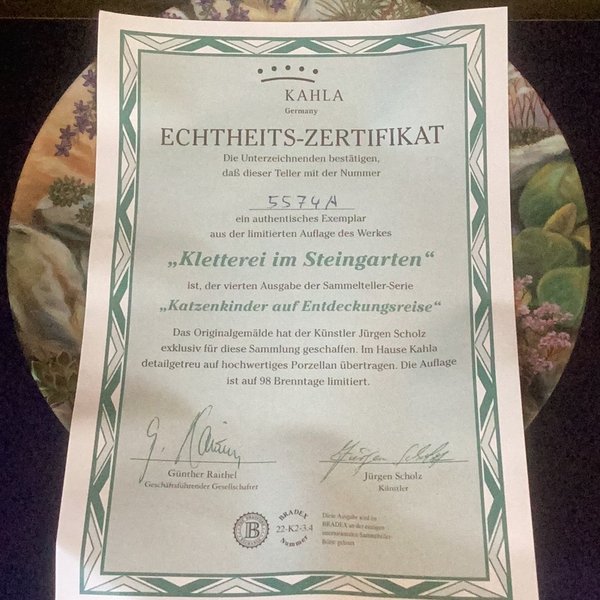 KAHLA
Germany
ECHTHEITS-ZERTIFIKAT
Die Unterzeichnenden bestätigen,
daß dieser Teller mit der Nummer
5574A
ein authentisches Exemplar
aus der limitierten Auflage des Werkes
„Kletterei im Steingarten“
ist, der vierten Ausgabe der Sammelteller-Serie
„Katzenkinder auf Entdeckungsreise“
Das Originalgemälde hat der Künstler Jürgen Scholz
exklusiv für diese Sammlung geschaffen. Im Hause Kahla
detailgetreu auf hochwertiges Porzellan übertragen. Die Auflage
ist auf 98 Brenntage limitiert.
Günther Raithel
Geschäftsführender Gesellschafter
Jürgen Scholz
Künstler
B
BRADEX
22-K2-3.4
Nummer
Diese Ausgabe wird im
BRADEX an der einzigen
internationalen Sammelteller-
Börse gelistet